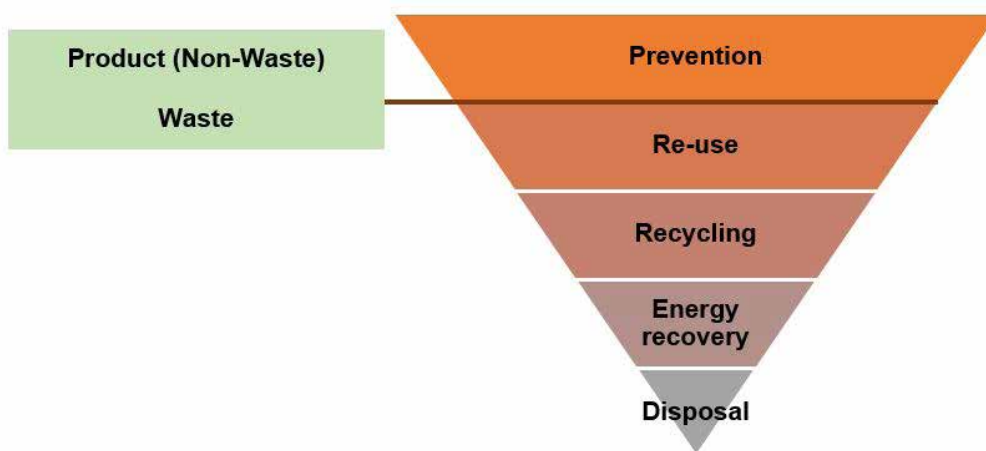 Product (Non-Waste)
Waste
Prevention
Re-use
Recycling
Energy
recovery
Disposal